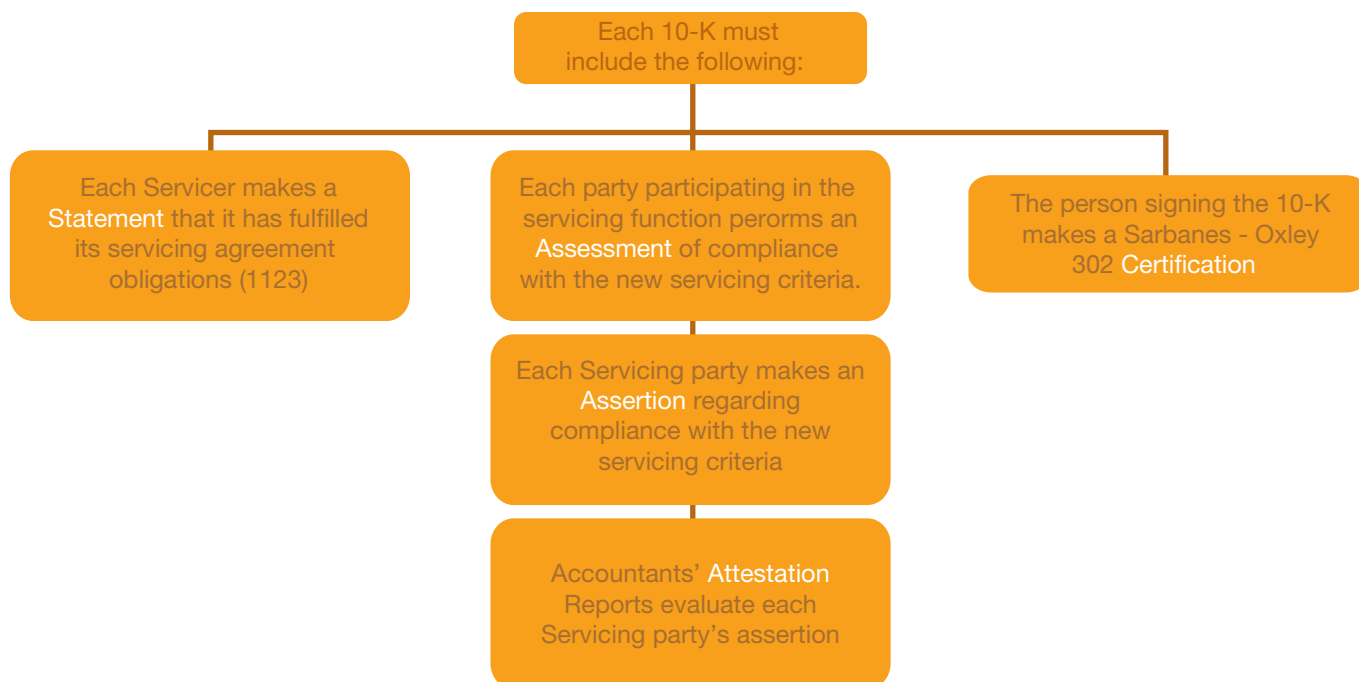 Each 10-K must
include the following:
Each Servicer makes a
Statement that it has fulfilled
its servicing agreement
obligations (1123)
Each party participating in the
servicing function perorms an
Assessment of compliance
with the new servicing criteria.
Each Servicing party makes an
Assertion regarding
compliance with the new
servicing criteria
Accountants’ Attestation
Reports evaluate each
Servicing party’s assertion
The person signing the 10-K
makes a Sarbanes - Oxley
302 Certification